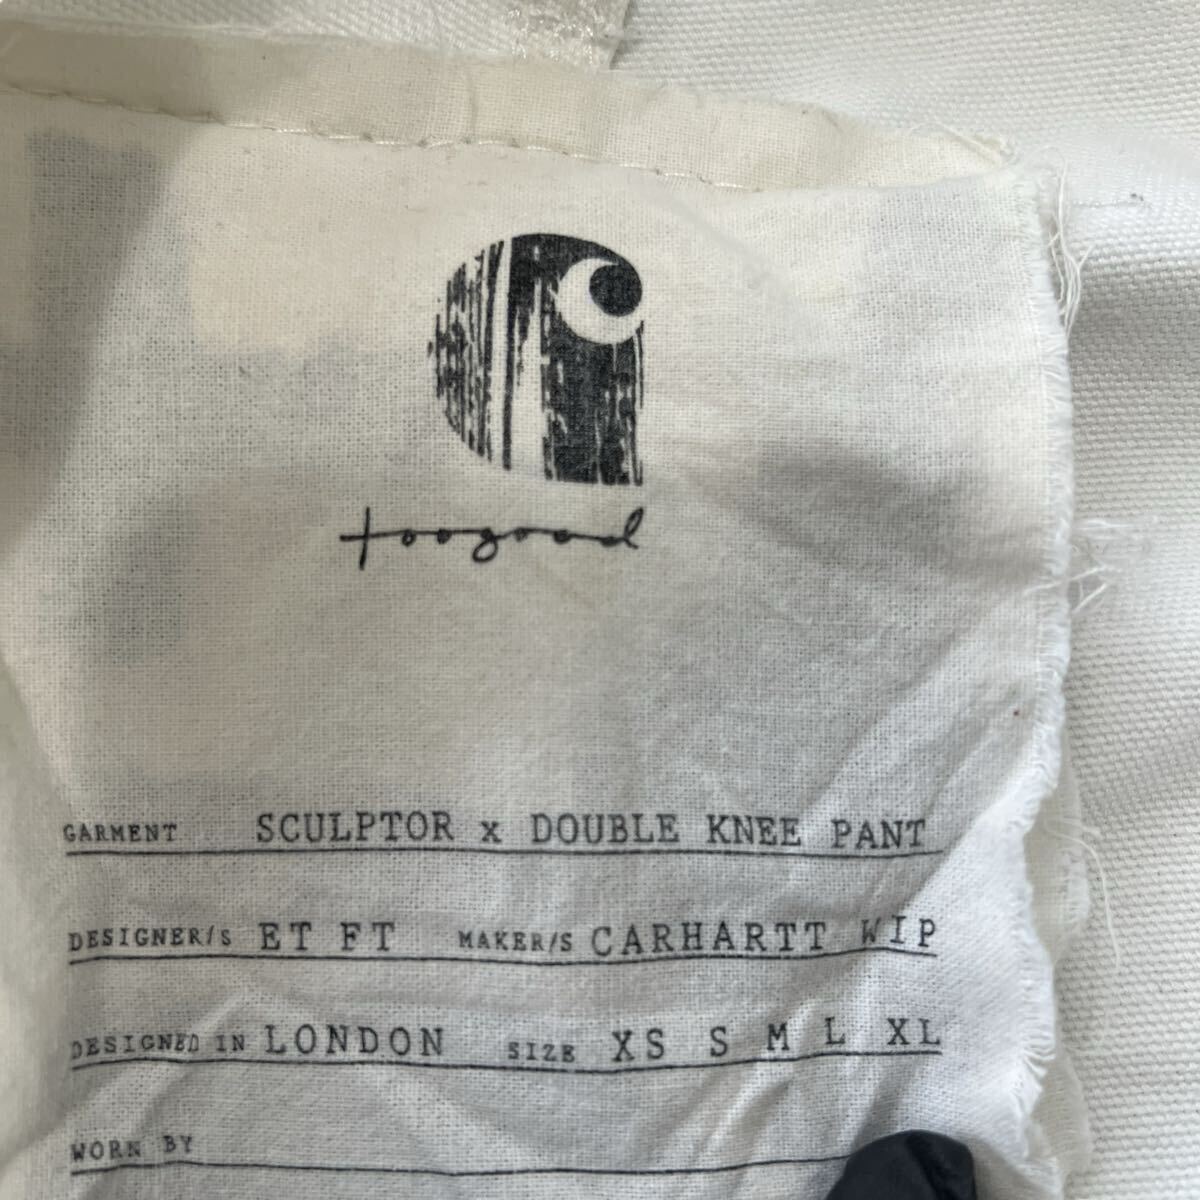 toogood
GARMENT SCULPTOR x DOUBLE KNEE PANT
DESIGNER/S ET FT MAKER/S CARHARTT WIP
DESIGNED IN LONDON SIZE XS S M L XL
WORN BY